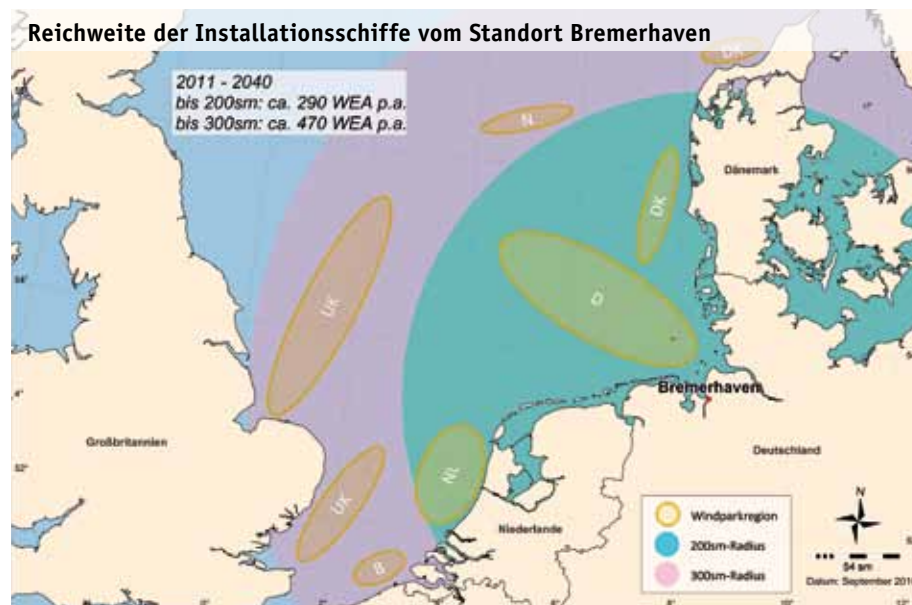 Reichweite der Installationsschiffe vom Standort Bremerhaven
2011 - 2040
bis 200sm: ca. 290 WEA p.a.
bis 300sm: ca. 470 WEA p.a.
DK
N
Dänemark
DK
UK
D
Bremerhaven
Großbritannien
Deutschland
NL
UK
Niederlande
B
Windparkregion
200sm-Radius
300sm-Radius
N
54 sm
Datum: September 201